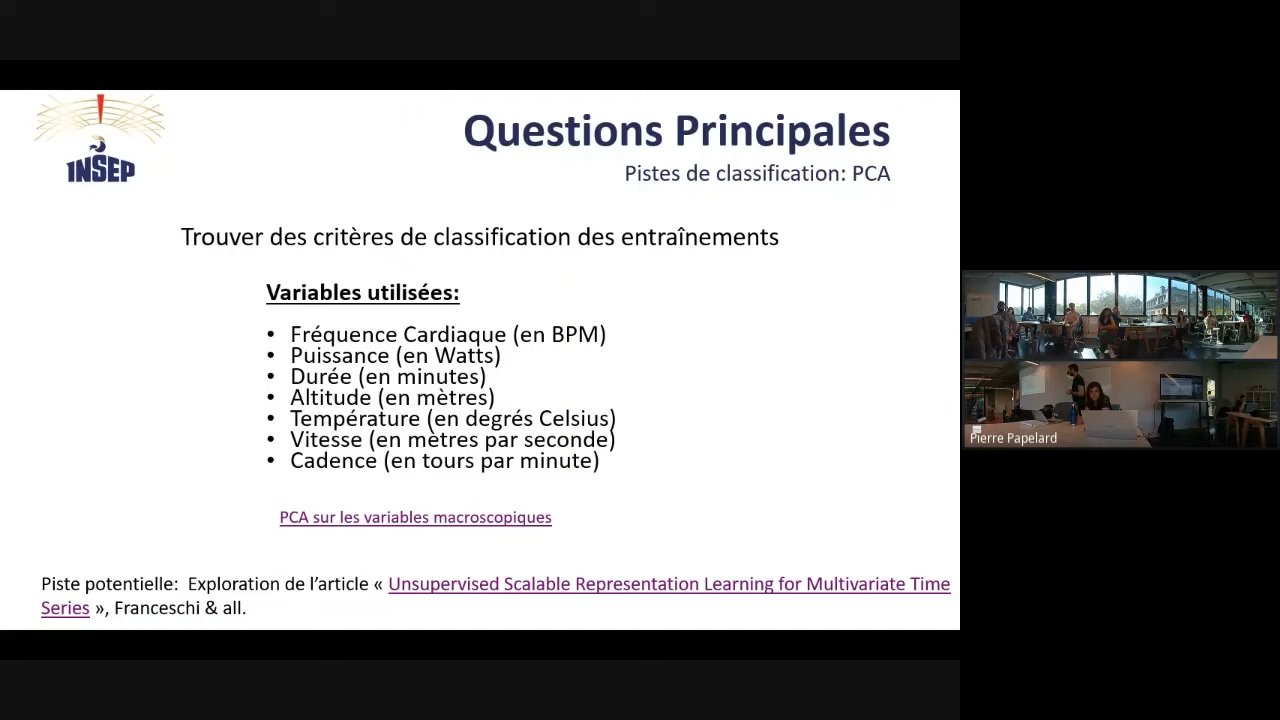 INSEP
Questions Principales
Pistes de classification: PCA
Trouver des critères de classification des entraînements
Variables utilisées:
• Fréquence Cardiaque (en BPM)
• Puissance (en Watts)
• Durée (en minutes)
• Altitude (en mètres)
• Température (en degrés Celsius)
• Vitesse (en mètres par seconde)
• Cadence (en tours par minute)
PCA sur les variables macroscopiques
Piste potentielle: Exploration de l’article « Unsupervised Scalable Representation Learning for Multivariate Time
Series », Franceschi & all.
Pierre Papelard